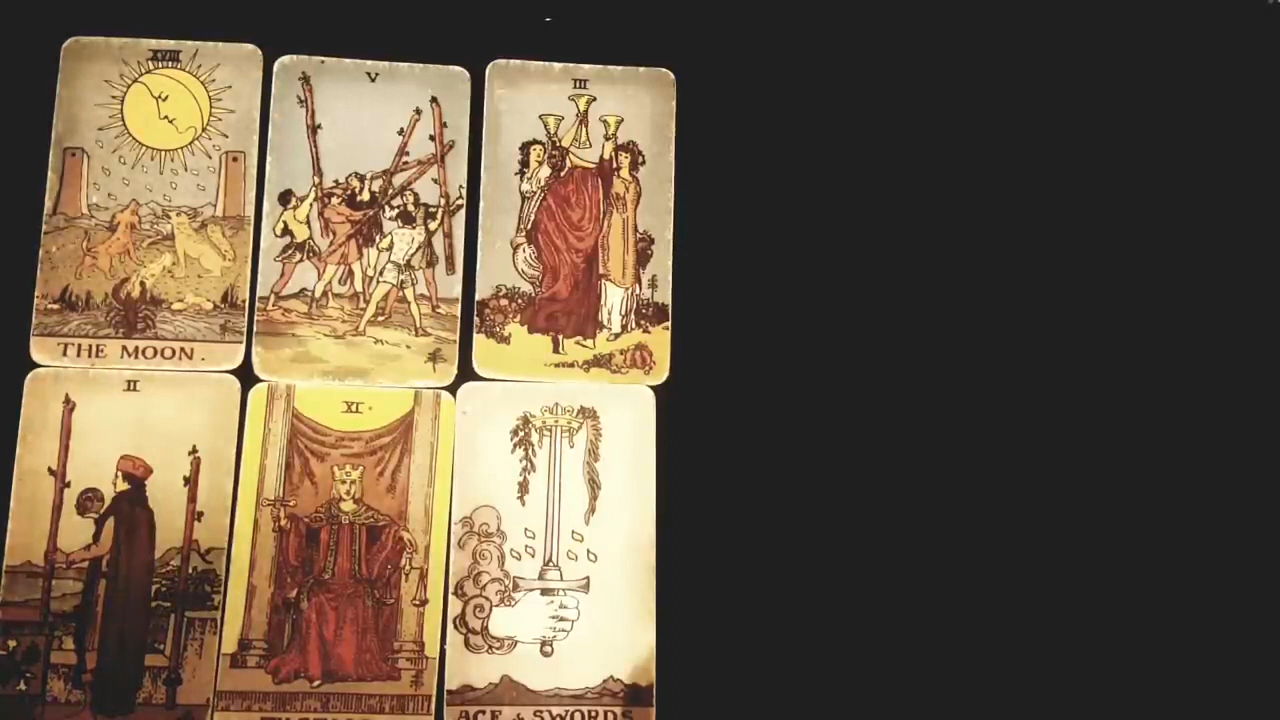 XVIII
V
III
THE MOON.
II
XI.
ACE of SWORDS